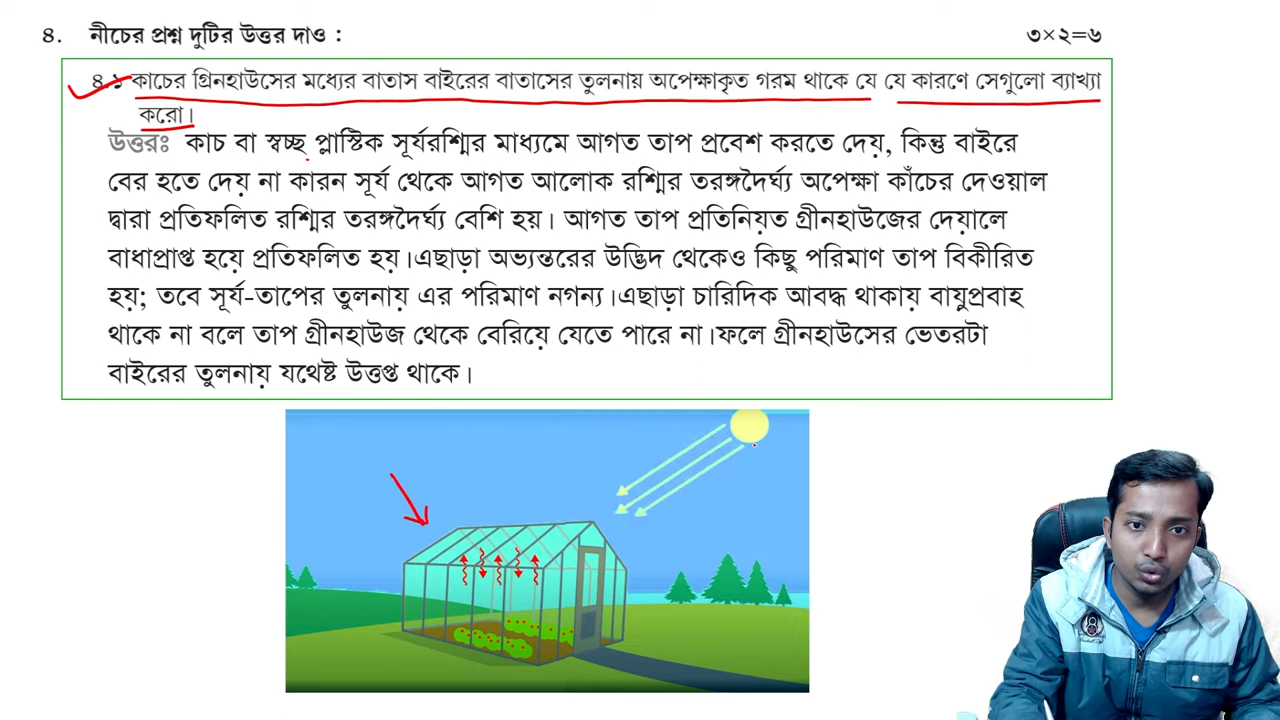 ৪. নীচের প্রশ্ন দুটির উত্তর দাও : ৩×২=৬
৪.১ কাচের গ্রিনহাউসের মধ্যের বাতাস বাইরের বাতাসের তুলনায় অপেক্ষাকৃত গরম থাকে যে যে কারণে সেগুলো ব্যাখ্যা
করো।
উত্তরঃ কাচ বা স্বচ্ছ প্লাস্টিক সূর্যরশ্মির মাধ্যমে আগত তাপ প্রবেশ করতে দেয়, কিন্তু বাইরে
বের হতে দেয় না কারন সূর্য থেকে আগত আলোক রশ্মির তরঙ্গদৈর্ঘ্য অপেক্ষা কাঁচের দেওয়াল
দ্বারা প্রতিফলিত রশ্মির তরঙ্গদৈর্ঘ্য বেশি হয়। আগত তাপ প্রতিনিয়ত গ্রীনহাউজের দেয়ালে
বাধাপ্রাপ্ত হয়ে প্রতিফলিত হয়।এছাড়া অভ্যন্তরের উদ্ভিদ থেকেও কিছু পরিমাণ তাপ বিকীরিত
হয়; তবে সূর্য-তাপের তুলনায় এর পরিমাণ নগন্য।এছাড়া চারিদিক আবদ্ধ থাকায় বায়ুপ্রবাহ
থাকে না বলে তাপ গ্রীনহাউজ থেকে বেরিয়ে যেতে পারে না।ফলে গ্রীনহাউসের ভেতরটা
বাইরের তুলনায় যথেষ্ট উত্তপ্ত থাকে।